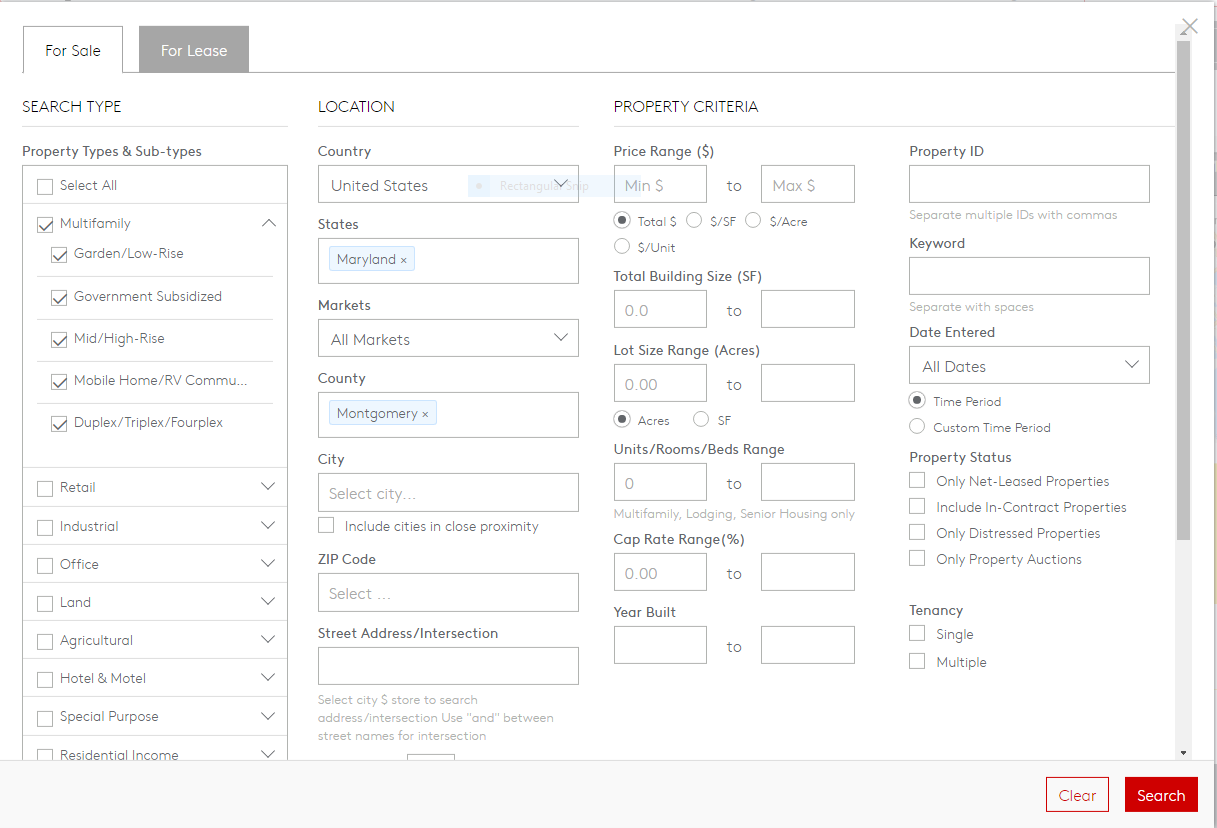 For Sale
For Lease
SEARCH TYPE
Property Types & Sub-types
Select All
Multifamily
Garden/Low-Rise
Government Subsidized
Mid/High-Rise
Mobile Home/RV Commu...
Duplex/Triplex/Fourplex
Retail
Industrial
Office
Land
Agricultural
Hotel & Motel
Special Purpose
Residential Income
LOCATION
Country
United States
Rectangular Snip
States
Maryland ×
Markets
All Markets
County
Montgomery ×
City
Select city...
Include cities in close proximity
ZIP Code
Select ...
Street Address/Intersection
Select city $ store to search
address/intersection Use "and" between
street names for intersection
PROPERTY CRITERIA
Price Range ($)
Min $ to Max $
Total $ $/SF $/Acre
$/Unit
Total Building Size (SF)
0.0 to
Lot Size Range (Acres)
0.00 to
Acres SF
Units/Rooms/Beds Range
0 to
Multifamily, Lodging, Senior Housing only
Cap Rate Range(%)
0.00 to
Year Built
to
Property ID
Separate multiple IDs with commas
Keyword
Separate with spaces
Date Entered
All Dates
Time Period
Custom Time Period
Property Status
Only Net-Leased Properties
Include In-Contract Properties
Only Distressed Properties
Only Property Auctions
Tenancy
Single
Multiple
Clear
Search